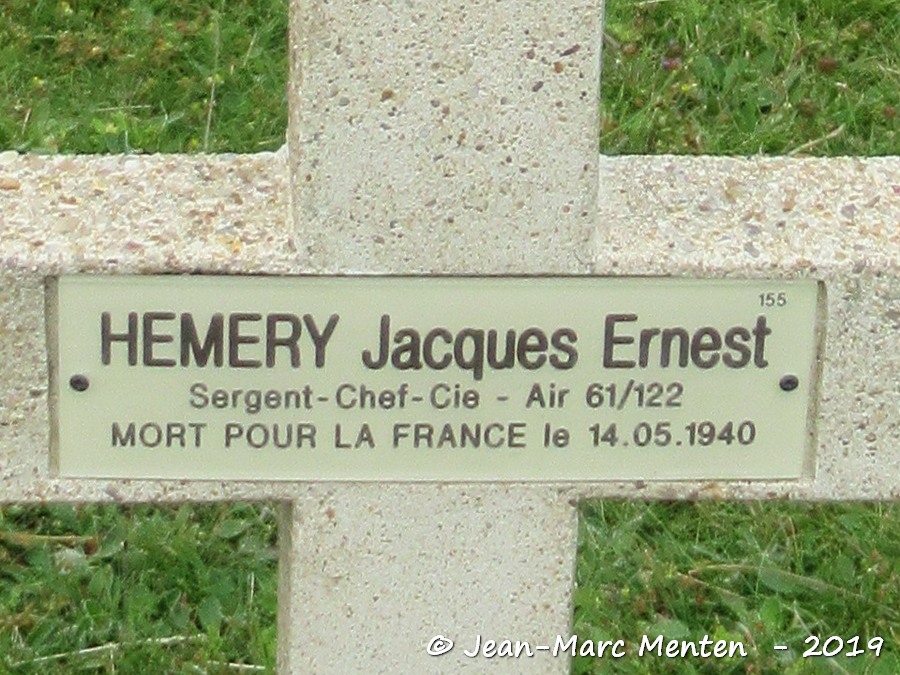 155
HEMERY Jacques Ernest
Sergent-Chef-Cie - Air 61/122
MORT POUR LA FRANCE le 14.05.1940
© Jean-Marc Menten - 2019